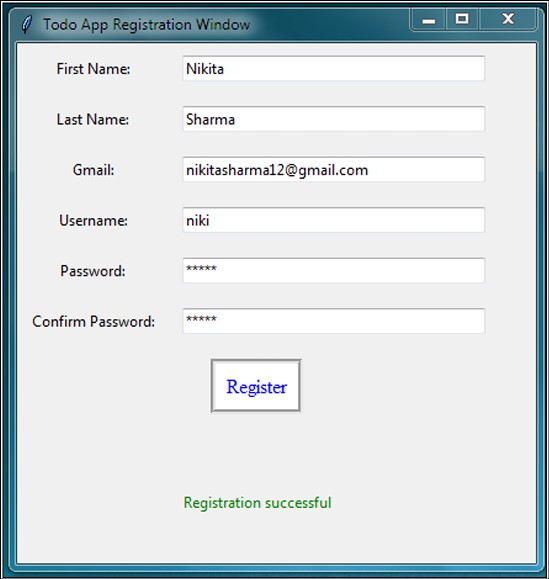 Todo App Registration Window
First Name: Nikita
Last Name: Sharma
Gmail: nikitasharma12@gmail.com
Username: niki
Password: *****
Confirm Password: *****
Register
Registration successful